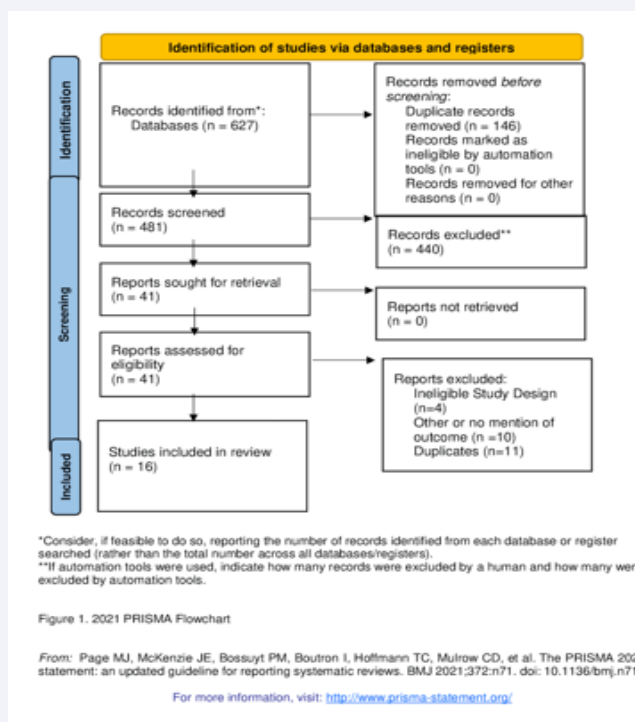 Identification of studies via databases and registers
Identification
Records identified from*:
Databases (n = 627)
Records removed before
screening:
Duplicate records
removed (n = 146)
Records marked as
ineligible by automation
tools (n = 0)
Records removed for other
reasons (n = 0)
Screening
Records screened
(n = 481)
Records excluded**
(n = 440)
Reports sought for retrieval
(n = 41)
Reports not retrieved
(n = 0)
Reports assessed for
eligibility
(n = 41)
Reports excluded:
Ineligible Study Design
(n=4)
Other or no mention of
outcome (n =10)
Duplicates (n=11)
Included
Studies included in review
(n = 16)
*Consider, if feasible to do so, reporting the number of records identified from each database or register
searched (rather than the total number across all databases/registers).
**If automation tools were used, indicate how many records were excluded by a human and how many wer
excluded by automation tools.
Figure 1. 2021 PRISMA Flowchart
From: Page MJ, McKenzie JE, Bossuyt PM, Boutron I, Hoffmann TC, Mulrow CD, et al. The PRISMA 202
statement: an updated guideline for reporting systematic reviews. BMJ 2021;372:n71. doi: 10.1136/bmj.n71
For more information, visit: http://www.prisma-statement.org/